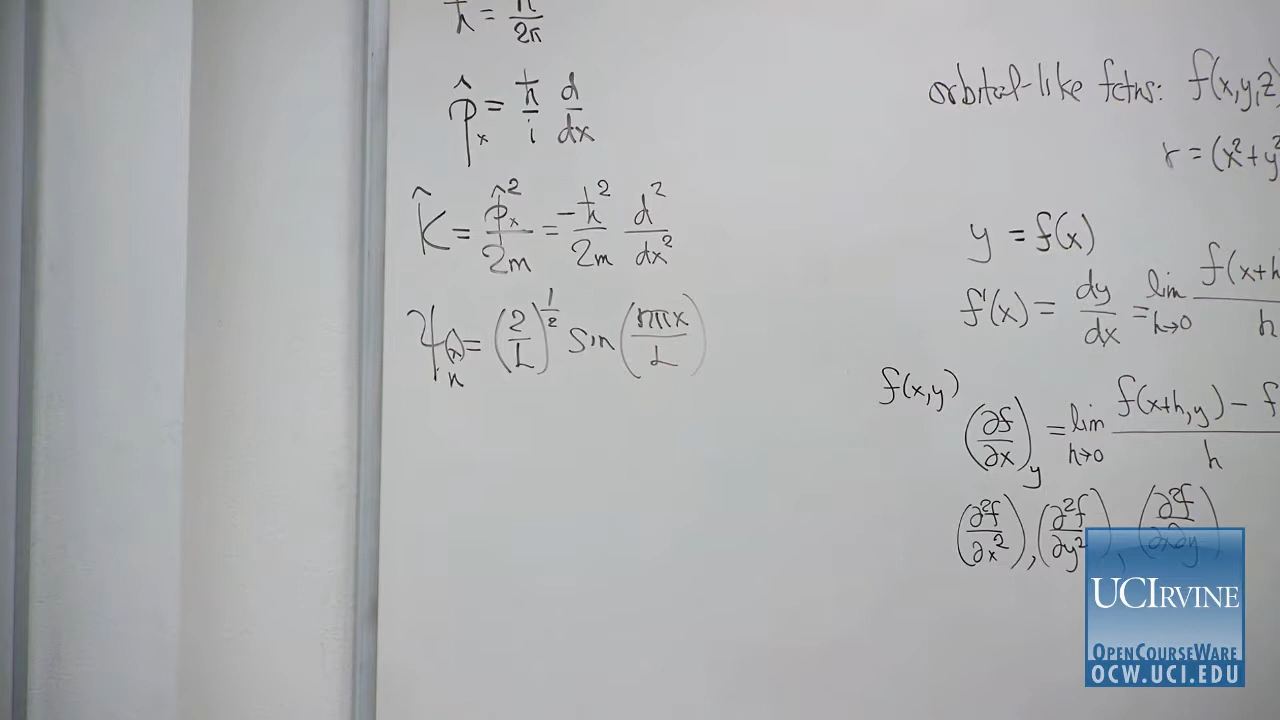 ħ = h/2π
p̂ₓ = ħ/i d/dx
K̂ = p̂ₓ²/2m = -ħ²/2m d²/dx²
ψₙ(x) = (2/L)^½ sin(nπx/L)
orbital-like fctns: f(x,y,z)
r = (x²+y²
y = f(x)
f'(x) = dy/dx = lim h→0 f(x+h / h
f(x,y)
(∂f/∂x)y = lim h→0 f(x+h,y) - f / h
(∂²f/∂x²), (∂²f/∂y²), (∂²f/∂x∂y)
UCIRVINE
OPENCOURSEWARE
OCW.UCI.EDU